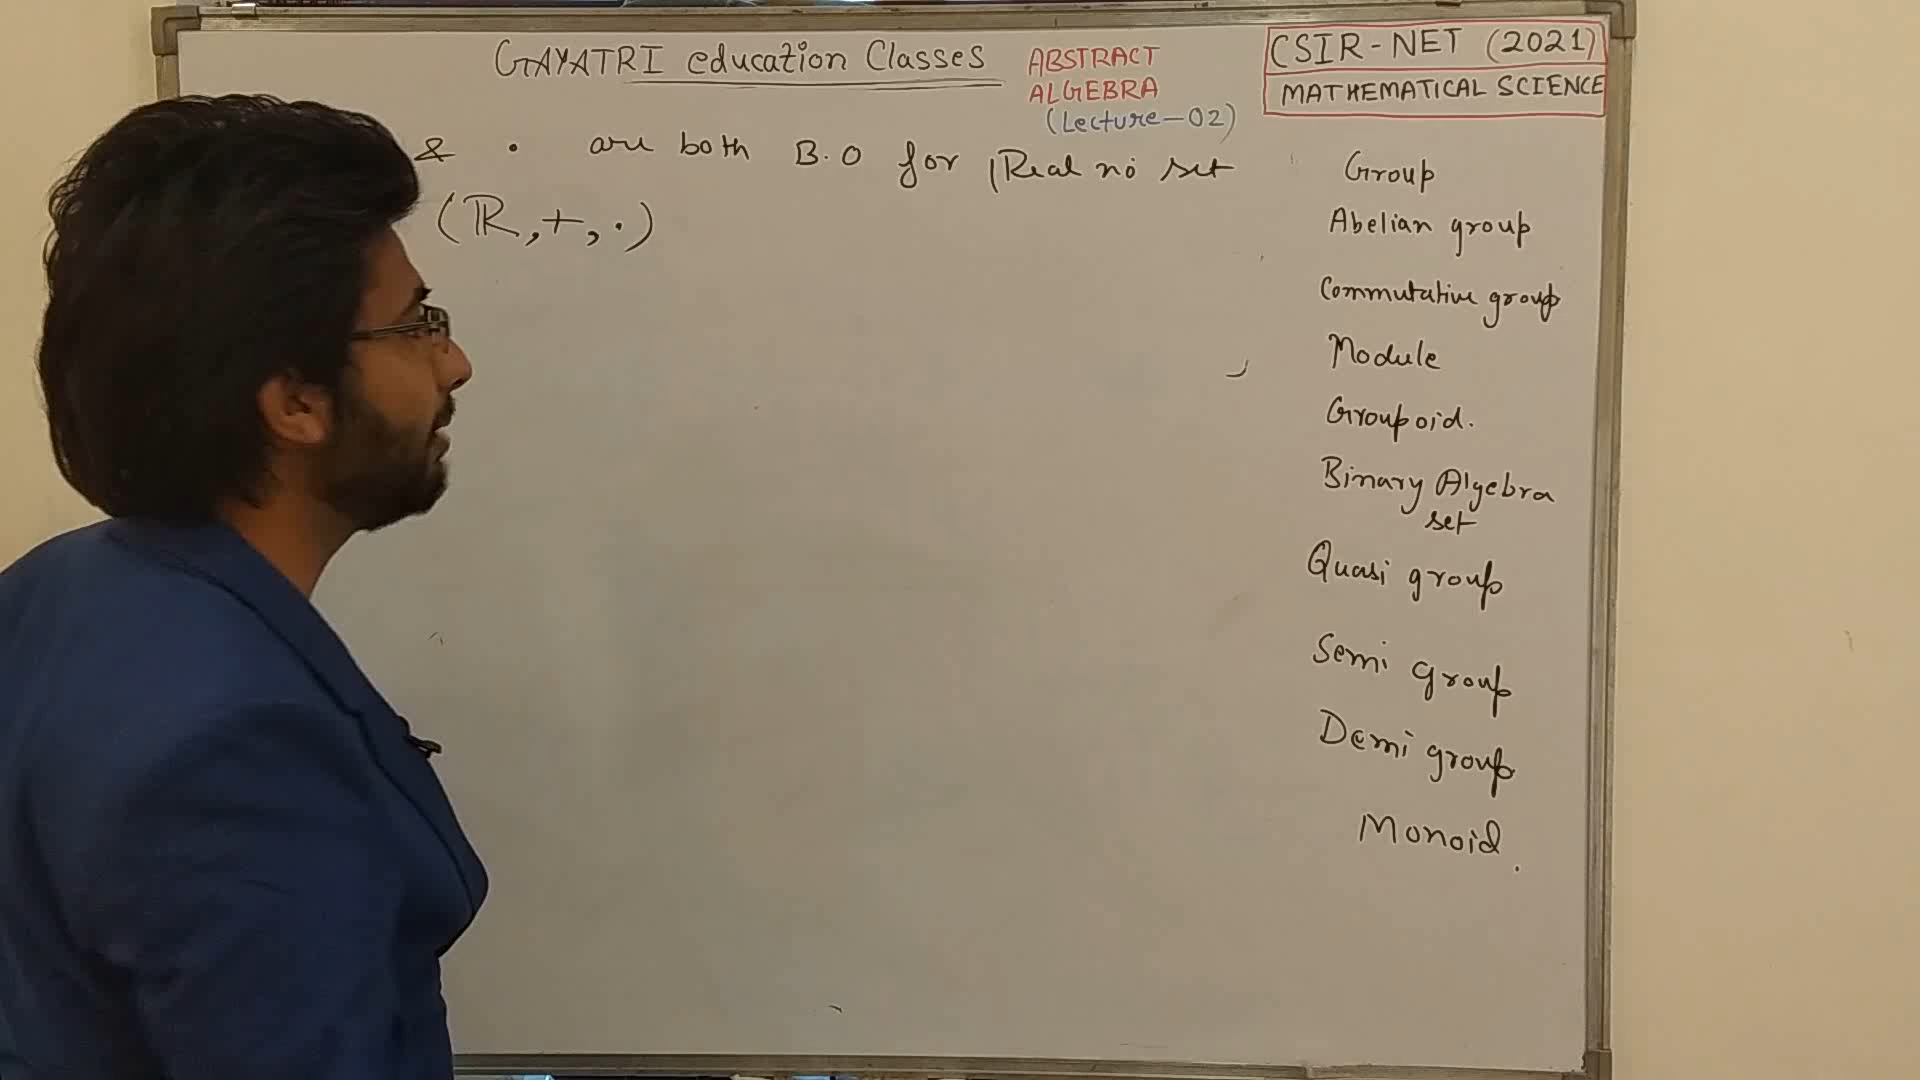 GAYATRI education Classes
ABSTRACT
ALGEBRA
(Lecture-02)
CSIR-NET (2021)
MATHEMATICAL SCIENCE
& • are both B.O for Real no set
(ℝ,+,·)
Group
Abelian group
Commutative group
Module
Groupoid.
Binary Algebra
set
Quasi group
Semi group
Demi group
Monoid.